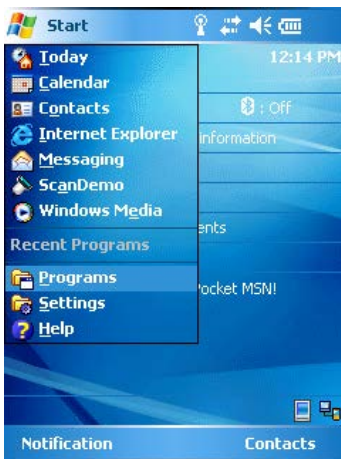 Start
Today
12:14 PM
Calendar
Contacts
: Off
Internet Explorer
information
Messaging
ScanDemo
Windows Media
ents
Recent Programs
Programs
Pocket MSN!
Settings
Help
Notification
Contacts